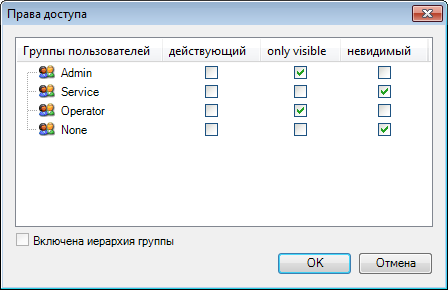 Права доступа
Группы пользователей действующий only visible невидимый
Admin
Service
Operator
None
Включена иерархия группы
OK Отмена